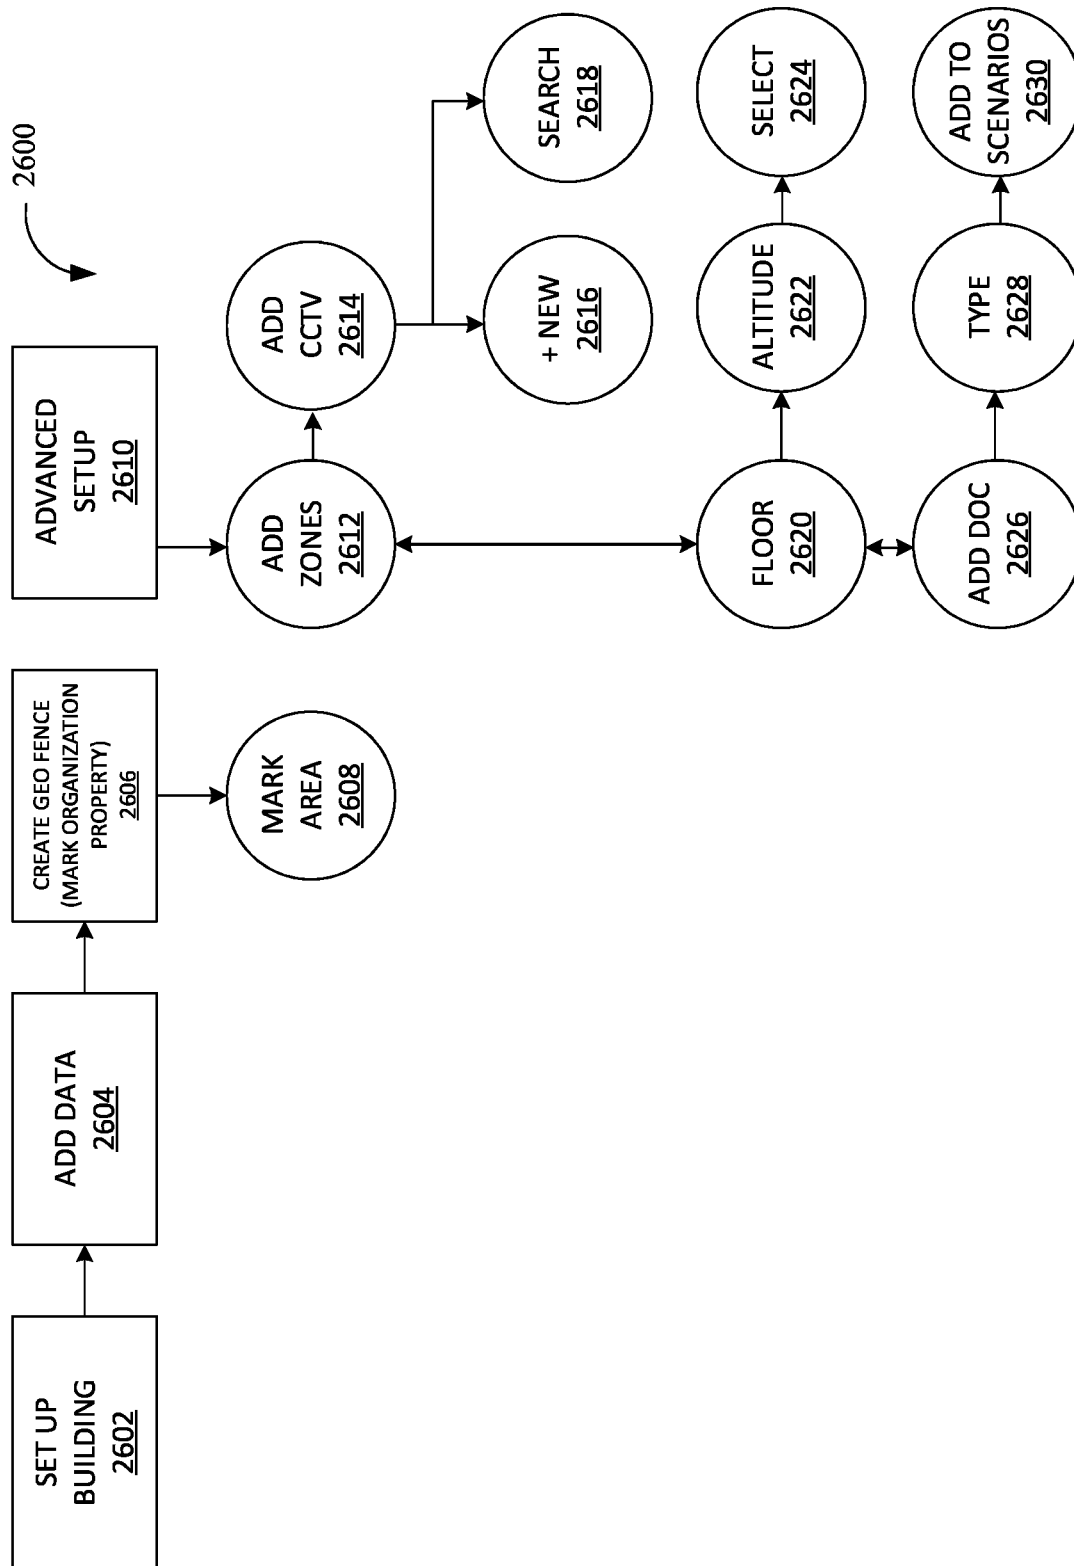 2600
SET UP
BUILDING
2602
ADD DATA
2604
CREATE GEO FENCE
(MARK ORGANIZATION
PROPERTY)
2606
ADVANCED
SETUP
2610
MARK
AREA
2608
ADD
ZONES
2612
ADD
CCTV
2614
+ NEW
2616
SEARCH
2618
FLOOR
2620
ALTITUDE
2622
SELECT
2624
ADD DOC
2626
TYPE
2628
ADD TO
SCENARIOS
2630